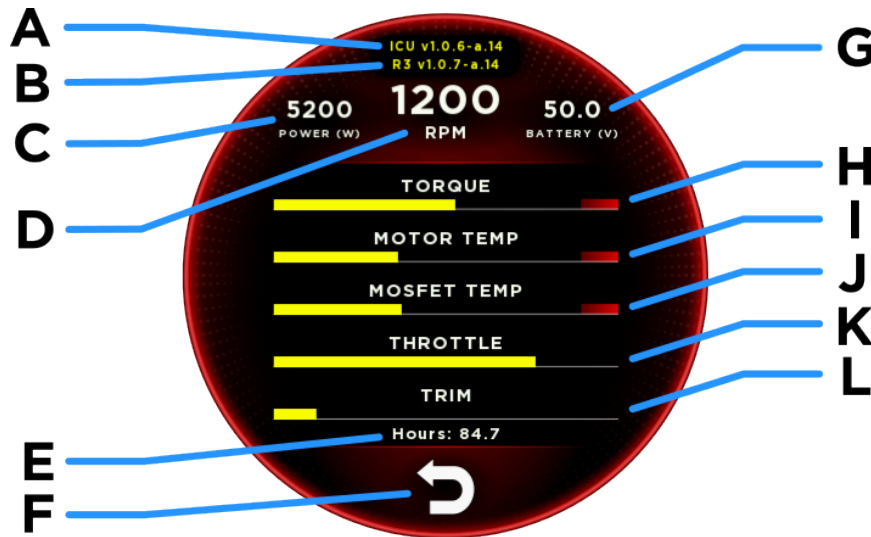 A
ICU v1.0.6-a.14
B
R3 v1.0.7-a.14
G
C
5200
POWER (W)
1200
RPM
50.0
BATTERY (V)
D
TORQUE
H
MOTOR TEMP
I
MOSFET TEMP
J
THROTTLE
K
TRIM
L
Hours: 84.7
E
F